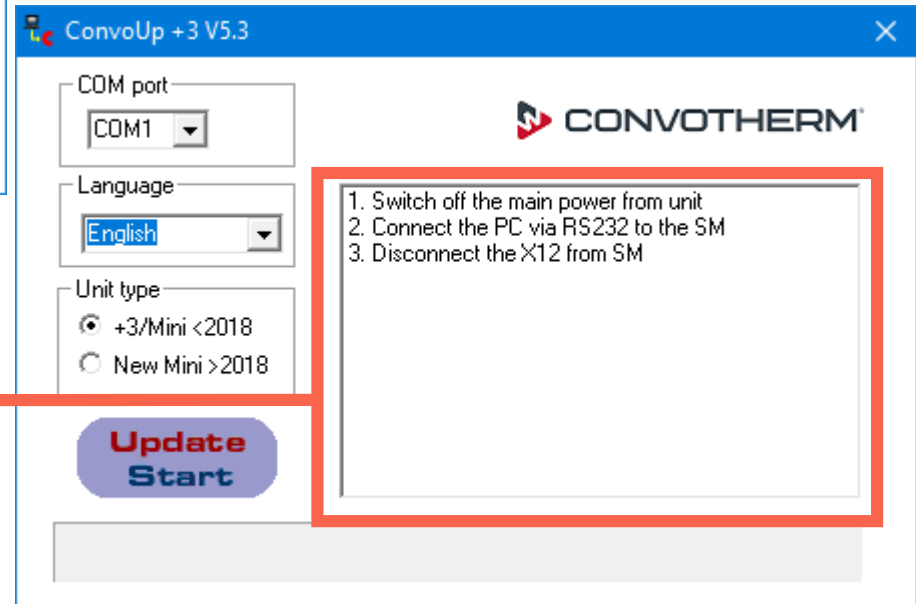 ConvoUp +3 V5.3
COM port
COM1
CONVOTHERM
Language
English
1. Switch off the main power from unit
2. Connect the PC via RS232 to the SM
3. Disconnect the X12 from SM
Unit type
+3/Mini <2018
New Mini >2018
Update
Start